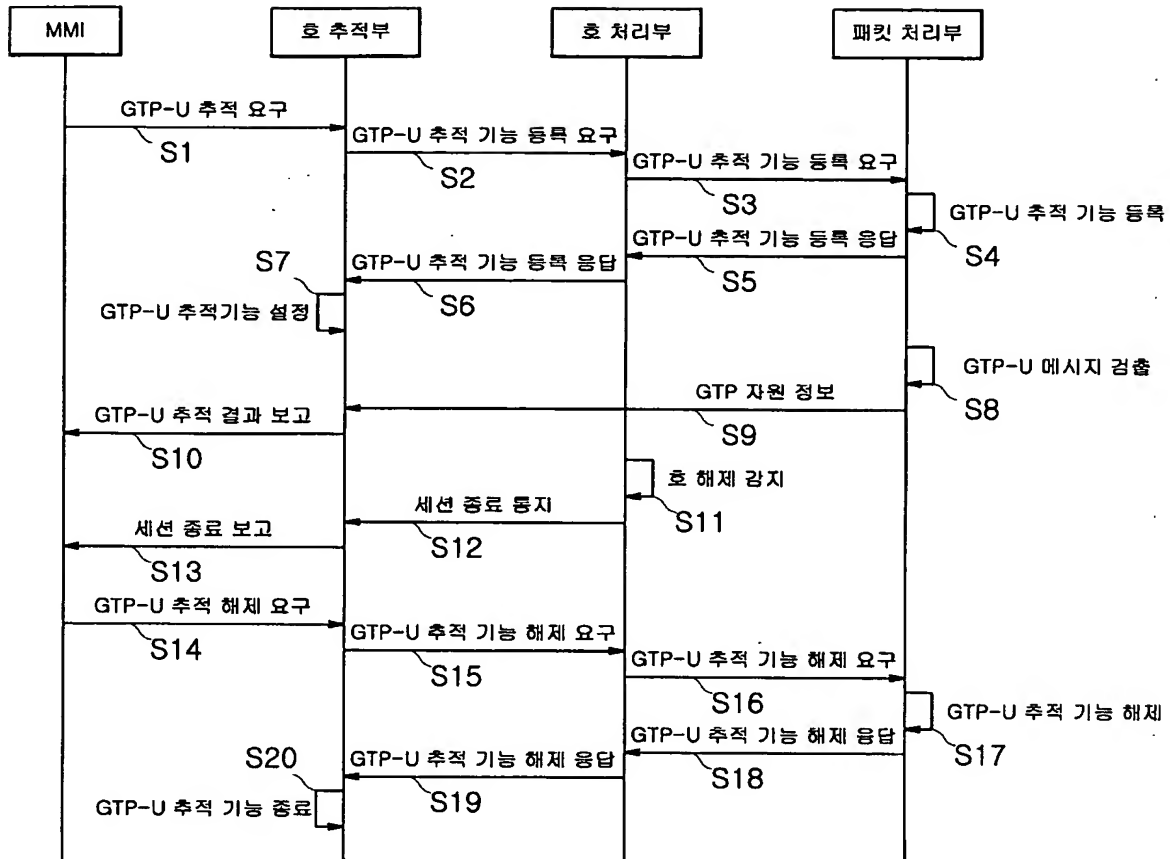 MMI
호 추적부
호 처리부
패킷 처리부
GTP-U 추적 요구
S1
GTP-U 추적 기능 등록 요구
S2
GTP-U 추적 기능 등록 요구
S3
GTP-U 추적 기능 등록
S4
GTP-U 추적 기능 등록 응답
S5
GTP-U 추적 기능 등록 응답
S6
S7
GTP-U 추적기능 설정
GTP-U 메시지 검출
S8
GTP 자원 정보
S9
GTP-U 추적 결과 보고
S10
호 해제 감지
S11
세션 종료 통지
S12
세션 종료 보고
S13
GTP-U 추적 해제 요구
S14
GTP-U 추적 기능 해제 요구
S15
GTP-U 추적 기능 해제 요구
S16
GTP-U 추적 기능 해제
S17
GTP-U 추적 기능 해제 응답
S18
GTP-U 추적 기능 해제 응답
S19
S20
GTP-U 추적 기능 종료